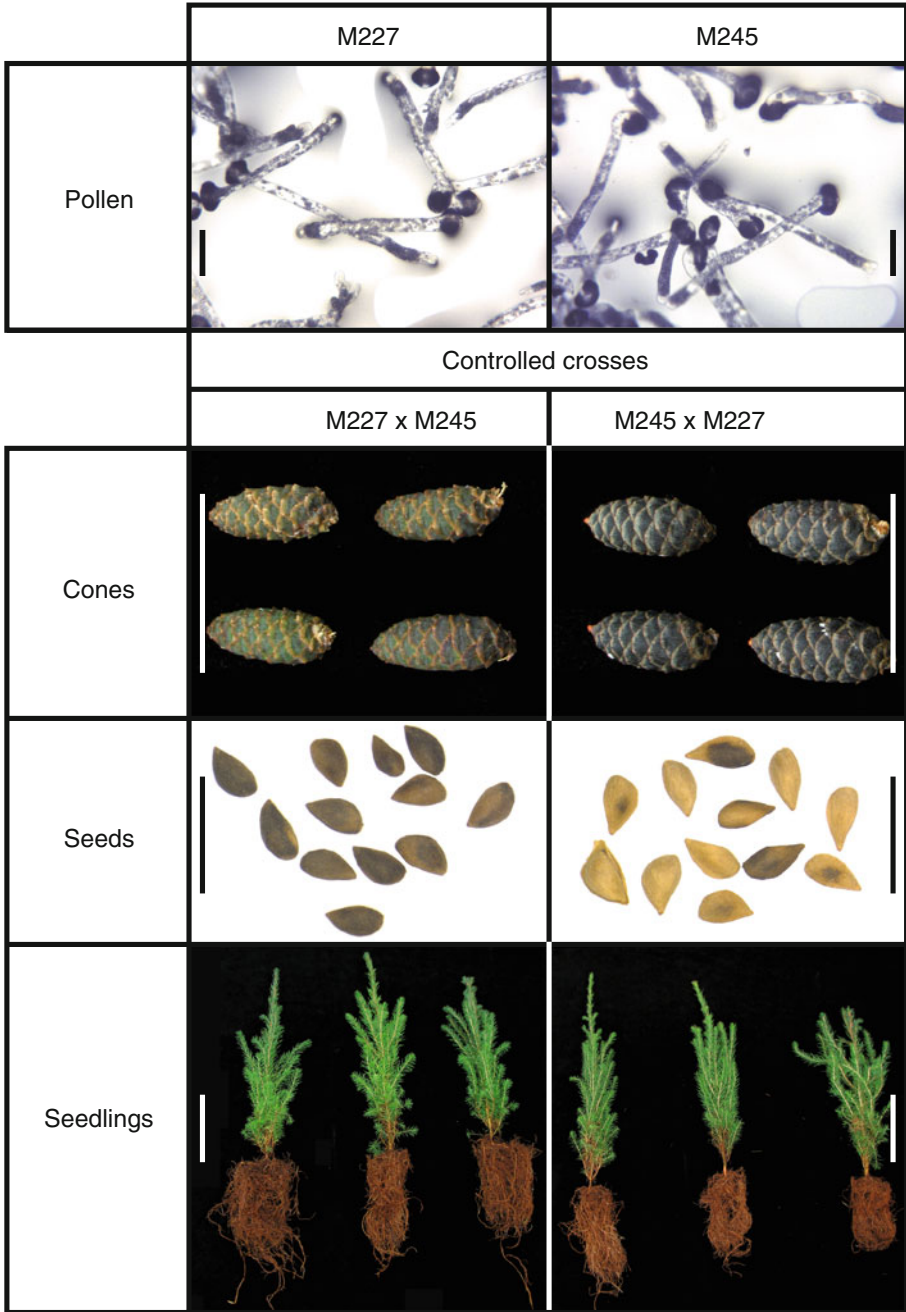 M227 M245
Pollen
Controlled crosses
M227 x M245 M245 x M227
Cones
Seeds
Seedlings